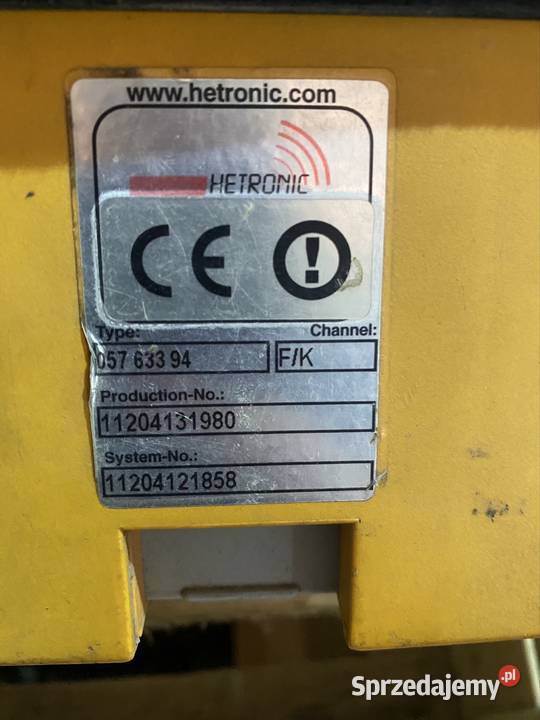 www.hetronic.com
HETRONIC
CE
Type: Channel:
057 633 94 F/K
Production-No.:
11204131980
System-No.:
11204121858
Sprzedajemy.pl